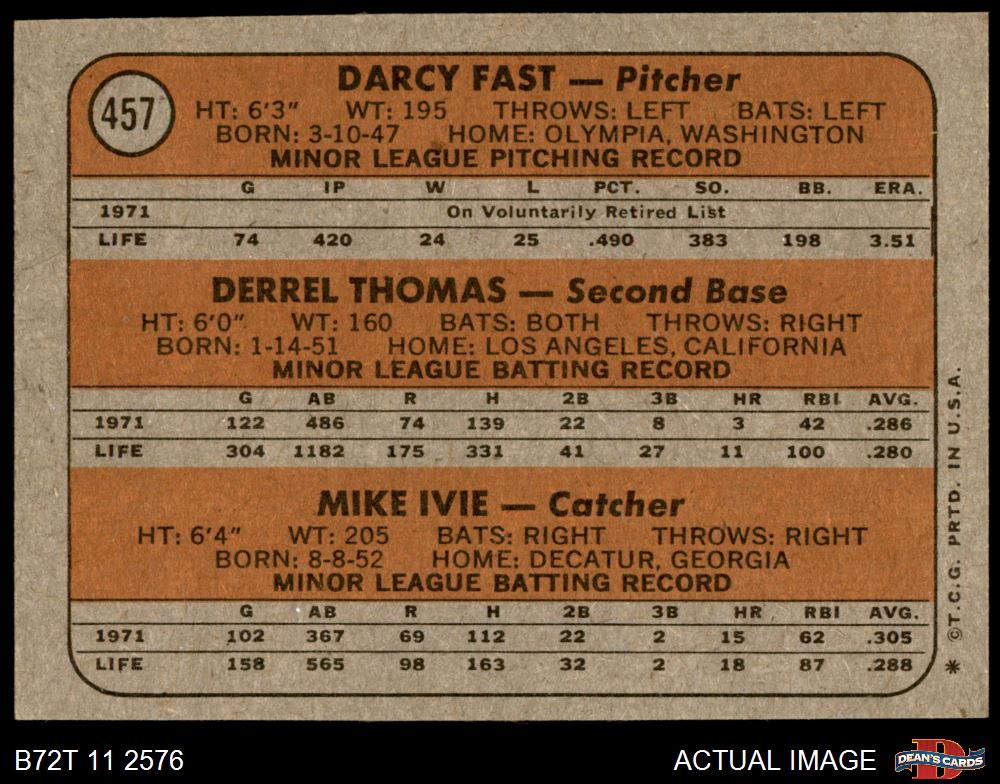 457
DARCY FAST — Pitcher
HT: 6'3" WT: 195 THROWS: LEFT BATS: LEFT
BORN: 3-10-47 HOME: OLYMPIA, WASHINGTON
MINOR LEAGUE PITCHING RECORD
G IP W L PCT. SO. BB. ERA.
1971 On Voluntarily Retired List
LIFE 74 420 24 25 .490 383 198 3.51
DERREL THOMAS — Second Base
HT: 6'0" WT: 160 BATS: BOTH THROWS: RIGHT
BORN: 1-14-51 HOME: LOS ANGELES, CALIFORNIA
MINOR LEAGUE BATTING RECORD
G AB R H 2B 3B HR RBI AVG.
1971 122 486 74 139 22 8 3 42 .286
LIFE 304 1182 175 331 41 27 11 100 .280
MIKE IVIE — Catcher
HT: 6'4" WT: 205 BATS: RIGHT THROWS: RIGHT
BORN: 8-8-52 HOME: DECATUR, GEORGIA
MINOR LEAGUE BATTING RECORD
G AB R H 2B 3B HR RBI AVG.
1971 102 367 69 112 22 2 15 62 .305
LIFE 158 565 98 163 32 2 18 87 .288
* ©T.C.G. PRTD. IN U.S.A.
B72T 11 2576
ACTUAL IMAGE
D
DEAN'S CARDS